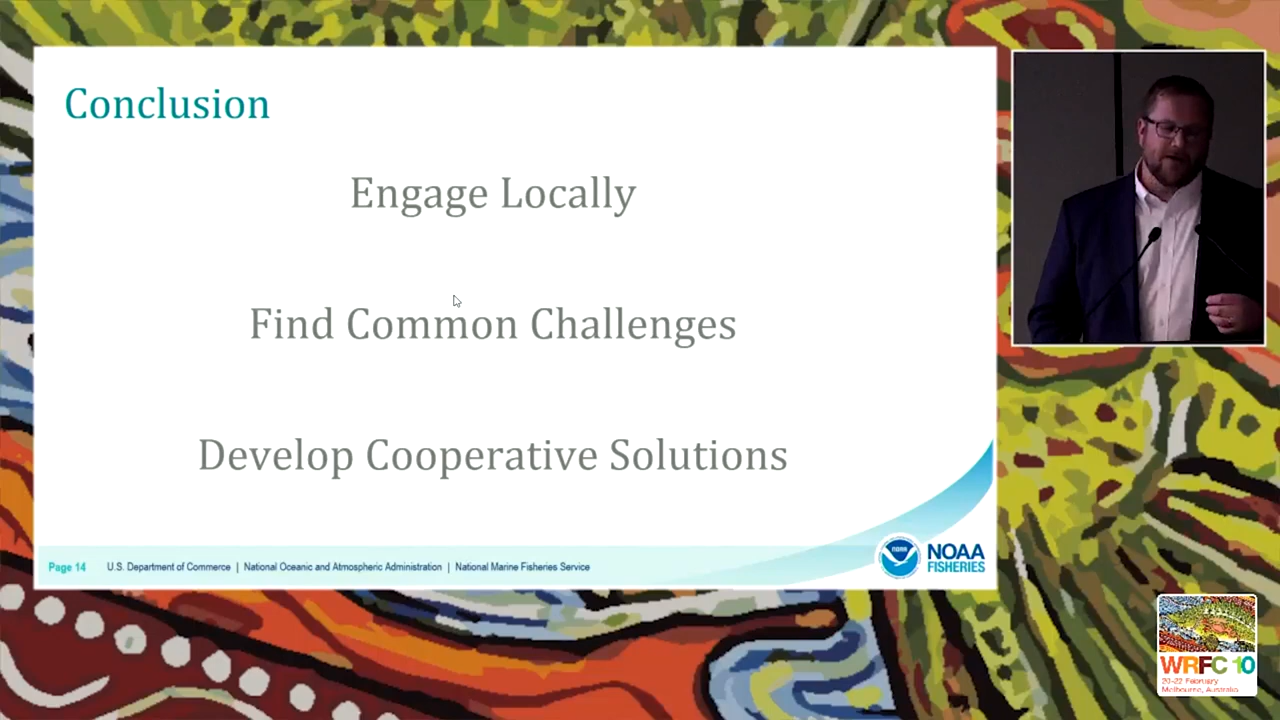 Conclusion
Engage Locally
Find Common Challenges
Develop Cooperative Solutions
Page 14 U.S. Department of Commerce | National Oceanic and Atmospheric Administration | National Marine Fisheries Service
NOAA
NOAA
FISHERIES
WRFC 10
20-22 February
Melbourne, Australia